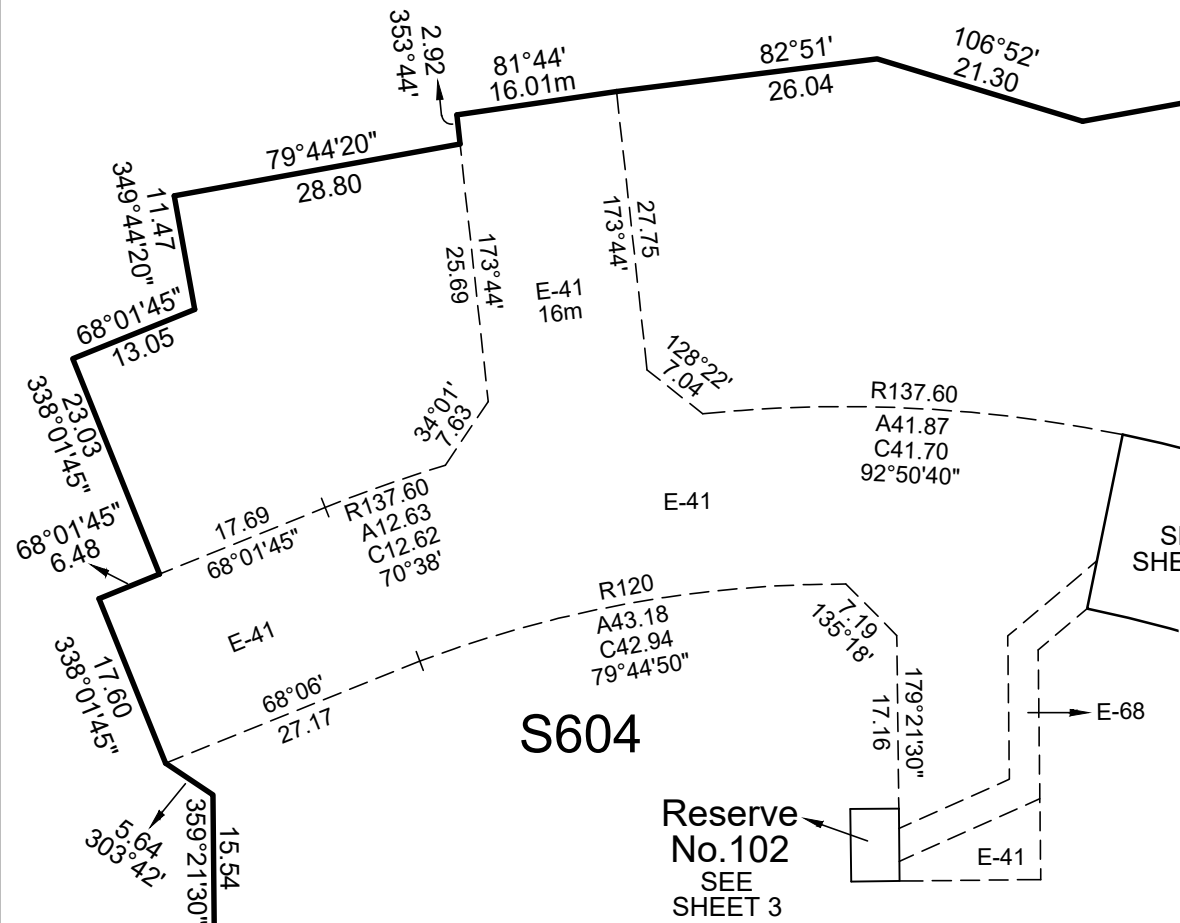 2.92
353°44'
81°44'
16.01m
82°51'
26.04
106°52'
21.30
79°44'20"
28.80
11.47
349°44'20"
68°01'45"
13.05
173°44'
25.69
E-41
16m
27.75
173°44'
128°22'
7.04
34°01'
7.63
R137.60
A41.87
C41.70
92°50'40"
23.03
338°01'45"
68°01'45"
6.48
17.69
68°01'45"
R137.60
A12.63
C12.62
70°38'
E-41
E-41
R120
A43.18
C42.94
79°44'50"
7.19
135°18'
17.60
338°01'45"
68°06'
27.17
S604
179°21'30"
17.16
E-68
5.64
303°42'
15.54
359°21'30"
Reserve
No.102
SEE
SHEET 3
E-41